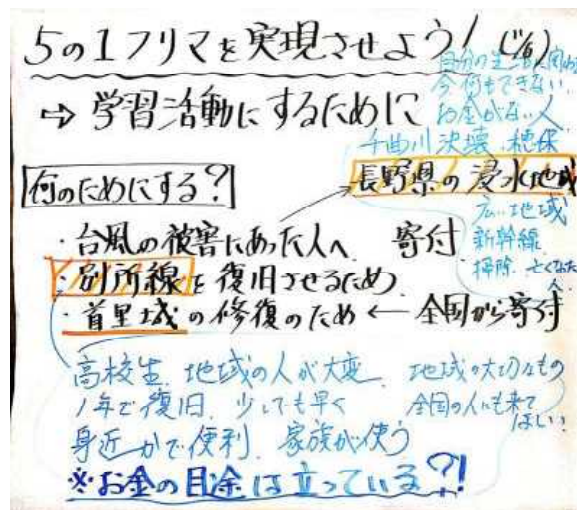 5の1フリマを実現させよう!(11/6)
⇨ 学習活動にするために
自分の生活に関わ
今何もできない
お金がない人
千曲川決壊 穂保
何のためにする?
長野県の浸水地域
・台風の被害にあった人へ 寄付
広い地域
新幹線
掃除 亡くなた人
・別所線を復旧させるため
・首里城の修復のため ← 全国から寄付
高校生 地域の人が大変
1年で復旧 少しでも早く
身近 便利 家族が使う
地域の大切なもの
全国の人も来てほしい
※お金の目途は立っている?!